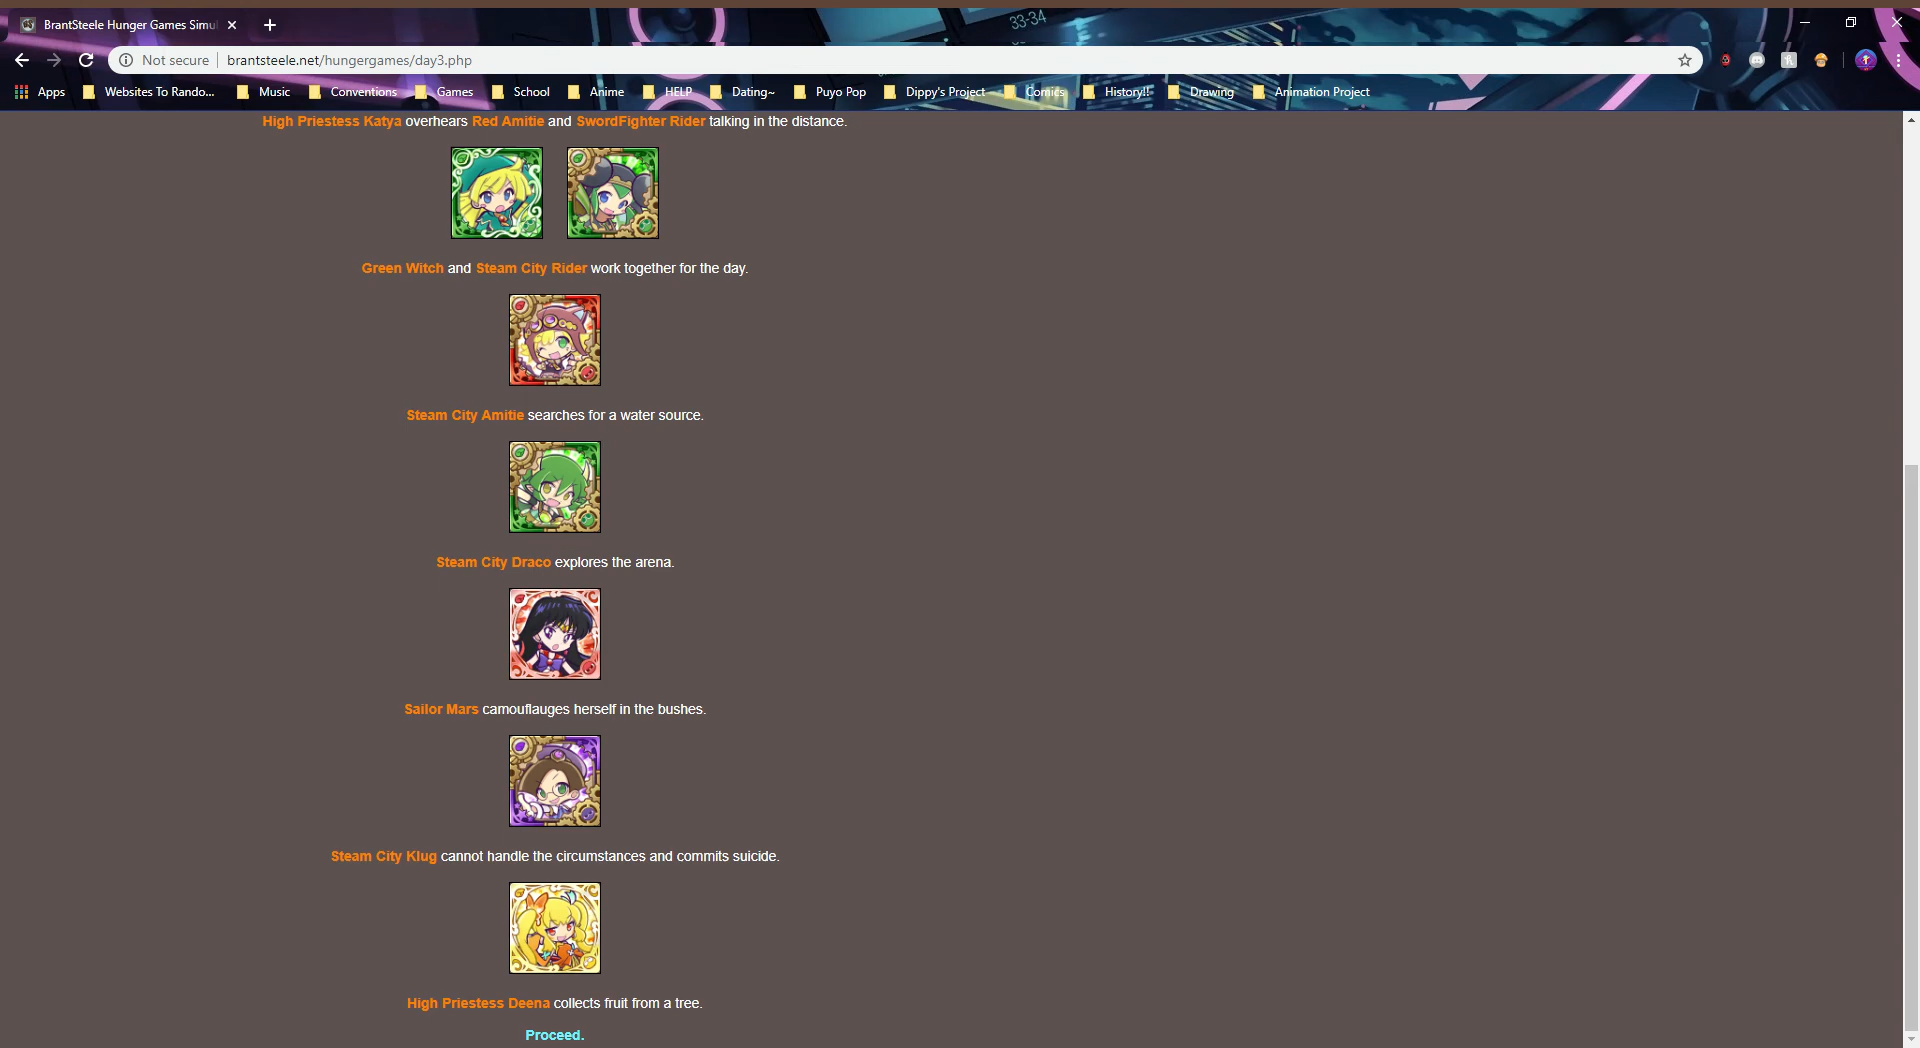 33-34
BrantSteele Hunger Games Simu
Not secure brantsteele.net/hungergames/day3.php
Apps Websites To Rando... Music Conventions Games School Anime HELP Dating~ Puyo Pop Dippy's Project Comics History!! Drawing Animation Project
High Priestess Katya overhears Red Amitie and SwordFighter Rider talking in the distance.
Green Witch and Steam City Rider work together for the day.
Steam City Amitie searches for a water source.
Steam City Draco explores the arena.
Sailor Mars camouflauges herself in the bushes.
Steam City Klug cannot handle the circumstances and commits suicide.
High Priestess Deena collects fruit from a tree.
Proceed.